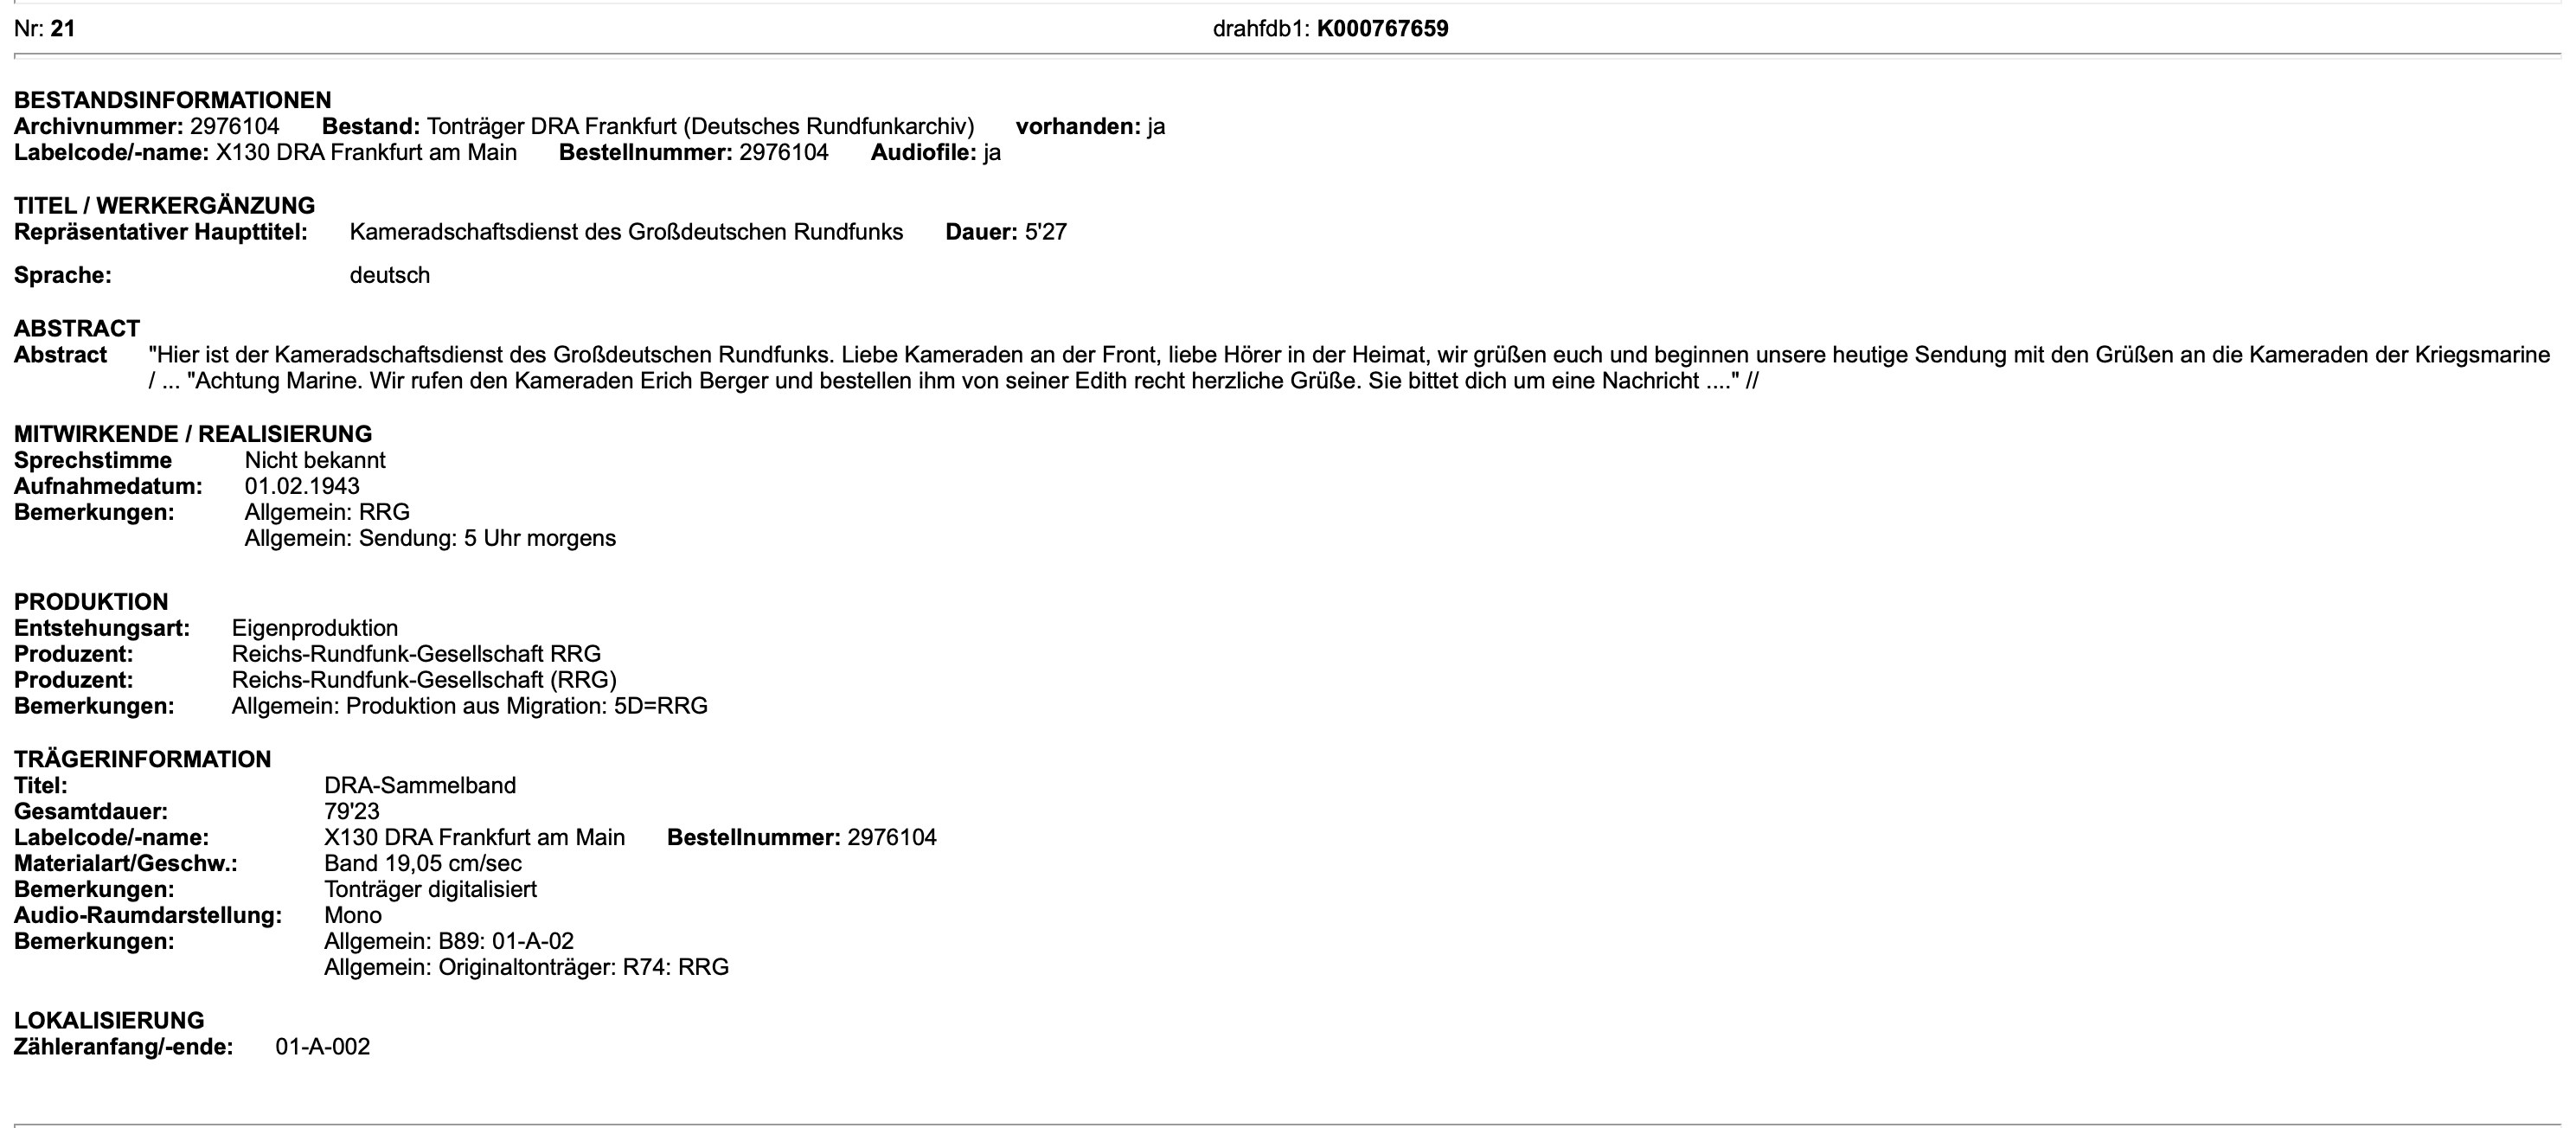 Nr: 21 drahfdb1: K000767659
BESTANDSINFORMATIONEN
Archivnummer: 2976104 Bestand: Tonträger DRA Frankfurt (Deutsches Rundfunkarchiv) vorhanden: ja
Labelcode/-name: X130 DRA Frankfurt am Main Bestellnummer: 2976104 Audiofile: ja
TITEL / WERKERGÄNZUNG
Repräsentativer Haupttitel: Kameradschaftsdienst des Großdeutschen Rundfunks Dauer: 5'27
Sprache: deutsch
ABSTRACT
Abstract "Hier ist der Kameradschaftsdienst des Großdeutschen Rundfunks. Liebe Kameraden an der Front, liebe Hörer in der Heimat, wir grüßen euch und beginnen unsere heutige Sendung mit den Grüßen an die Kameraden der Kriegsmarine
/ ... "Achtung Marine. Wir rufen den Kameraden Erich Berger und bestellen ihm von seiner Edith recht herzliche Grüße. Sie bittet dich um eine Nachricht ...." //
MITWIRKENDE / REALISIERUNG
Sprechstimme Nicht bekannt
Aufnahmedatum: 01.02.1943
Bemerkungen: Allgemein: RRG
Allgemein: Sendung: 5 Uhr morgens
PRODUKTION
Entstehungsart: Eigenproduktion
Produzent: Reichs-Rundfunk-Gesellschaft RRG
Produzent: Reichs-Rundfunk-Gesellschaft (RRG)
Bemerkungen: Allgemein: Produktion aus Migration: 5D=RRG
TRÄGERINFORMATION
Titel: DRA-Sammelband
Gesamtdauer: 79'23
Labelcode/-name: X130 DRA Frankfurt am Main Bestellnummer: 2976104
Materialart/Geschw.: Band 19,05 cm/sec
Bemerkungen: Tonträger digitalisiert
Audio-Raumdarstellung: Mono
Bemerkungen: Allgemein: B89: 01-A-02
Allgemein: Originaltonträger: R74: RRG
LOKALISIERUNG
Zähleranfang/-ende: 01-A-002